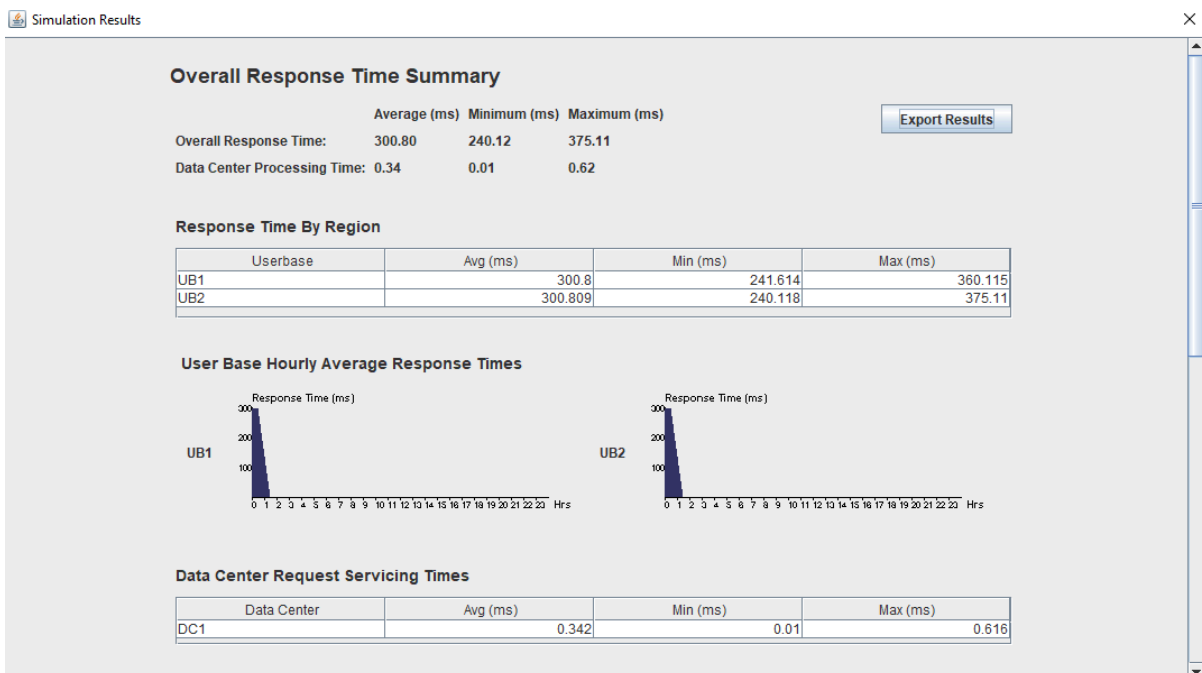 Simulation Results
Overall Response Time Summary
Average (ms) Minimum (ms) Maximum (ms)
Export Results
Overall Response Time: 300.80 240.12 375.11
Data Center Processing Time: 0.34 0.01 0.62
Response Time By Region
Userbase Avg (ms) Min (ms) Max (ms)
UB1 300.8 241.614 360.115
UB2 300.809 240.118 375.11
User Base Hourly Average Response Times
Response Time (ms)
300
200
UB1
100
0 1 2 3 4 5 6 7 8 9 10 11 12 13 14 15 16 17 18 19 20 21 22 23 Hrs
Response Time (ms)
300
200
UB2
100
0 1 2 3 4 5 6 7 8 9 10 11 12 13 14 15 16 17 18 19 20 21 22 23 Hrs
Data Center Request Servicing Times
Data Center Avg (ms) Min (ms) Max (ms)
DC1 0.342 0.01 0.616